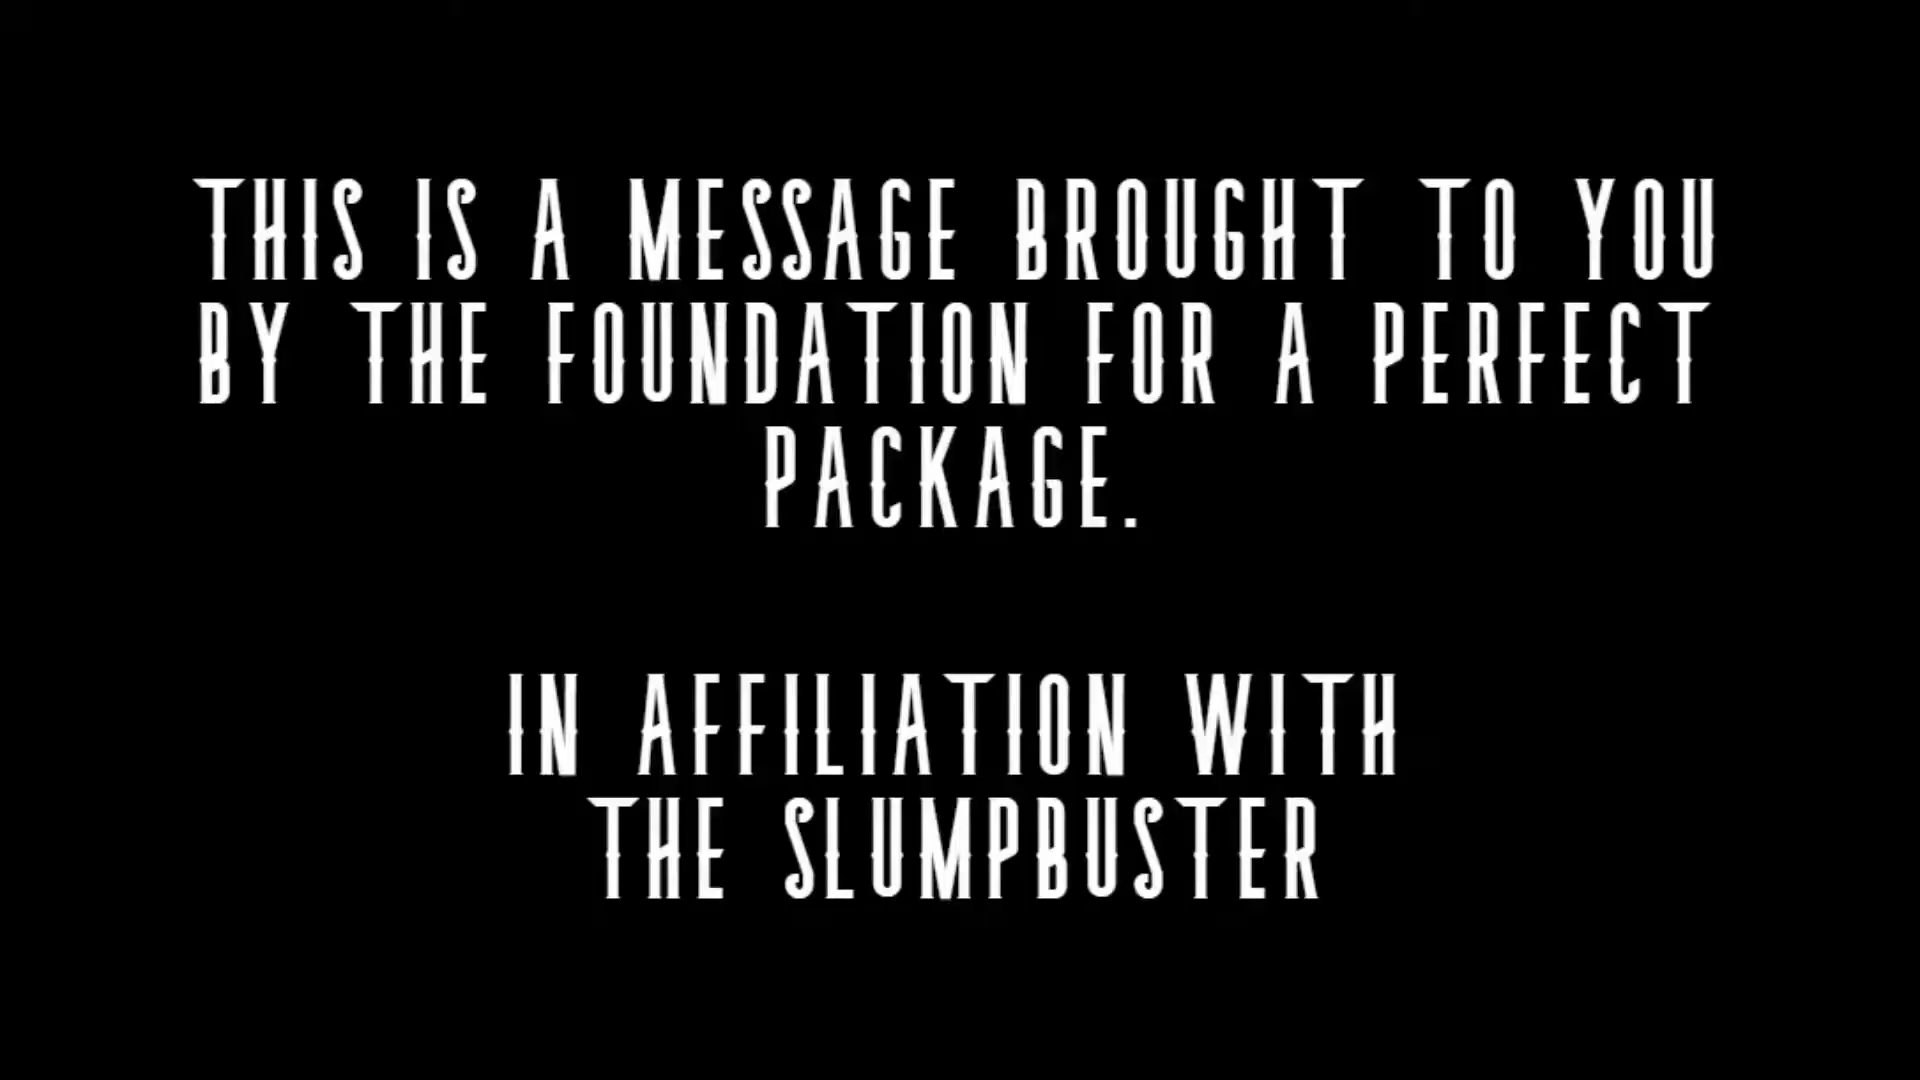 THIS IS A MESSAGE BROUGHT TO YOU
BY THE FOUNDATION FOR A PERFECT
PACKAGE.
IN AFFILIATION WITH
THE SLUMPBUSTER